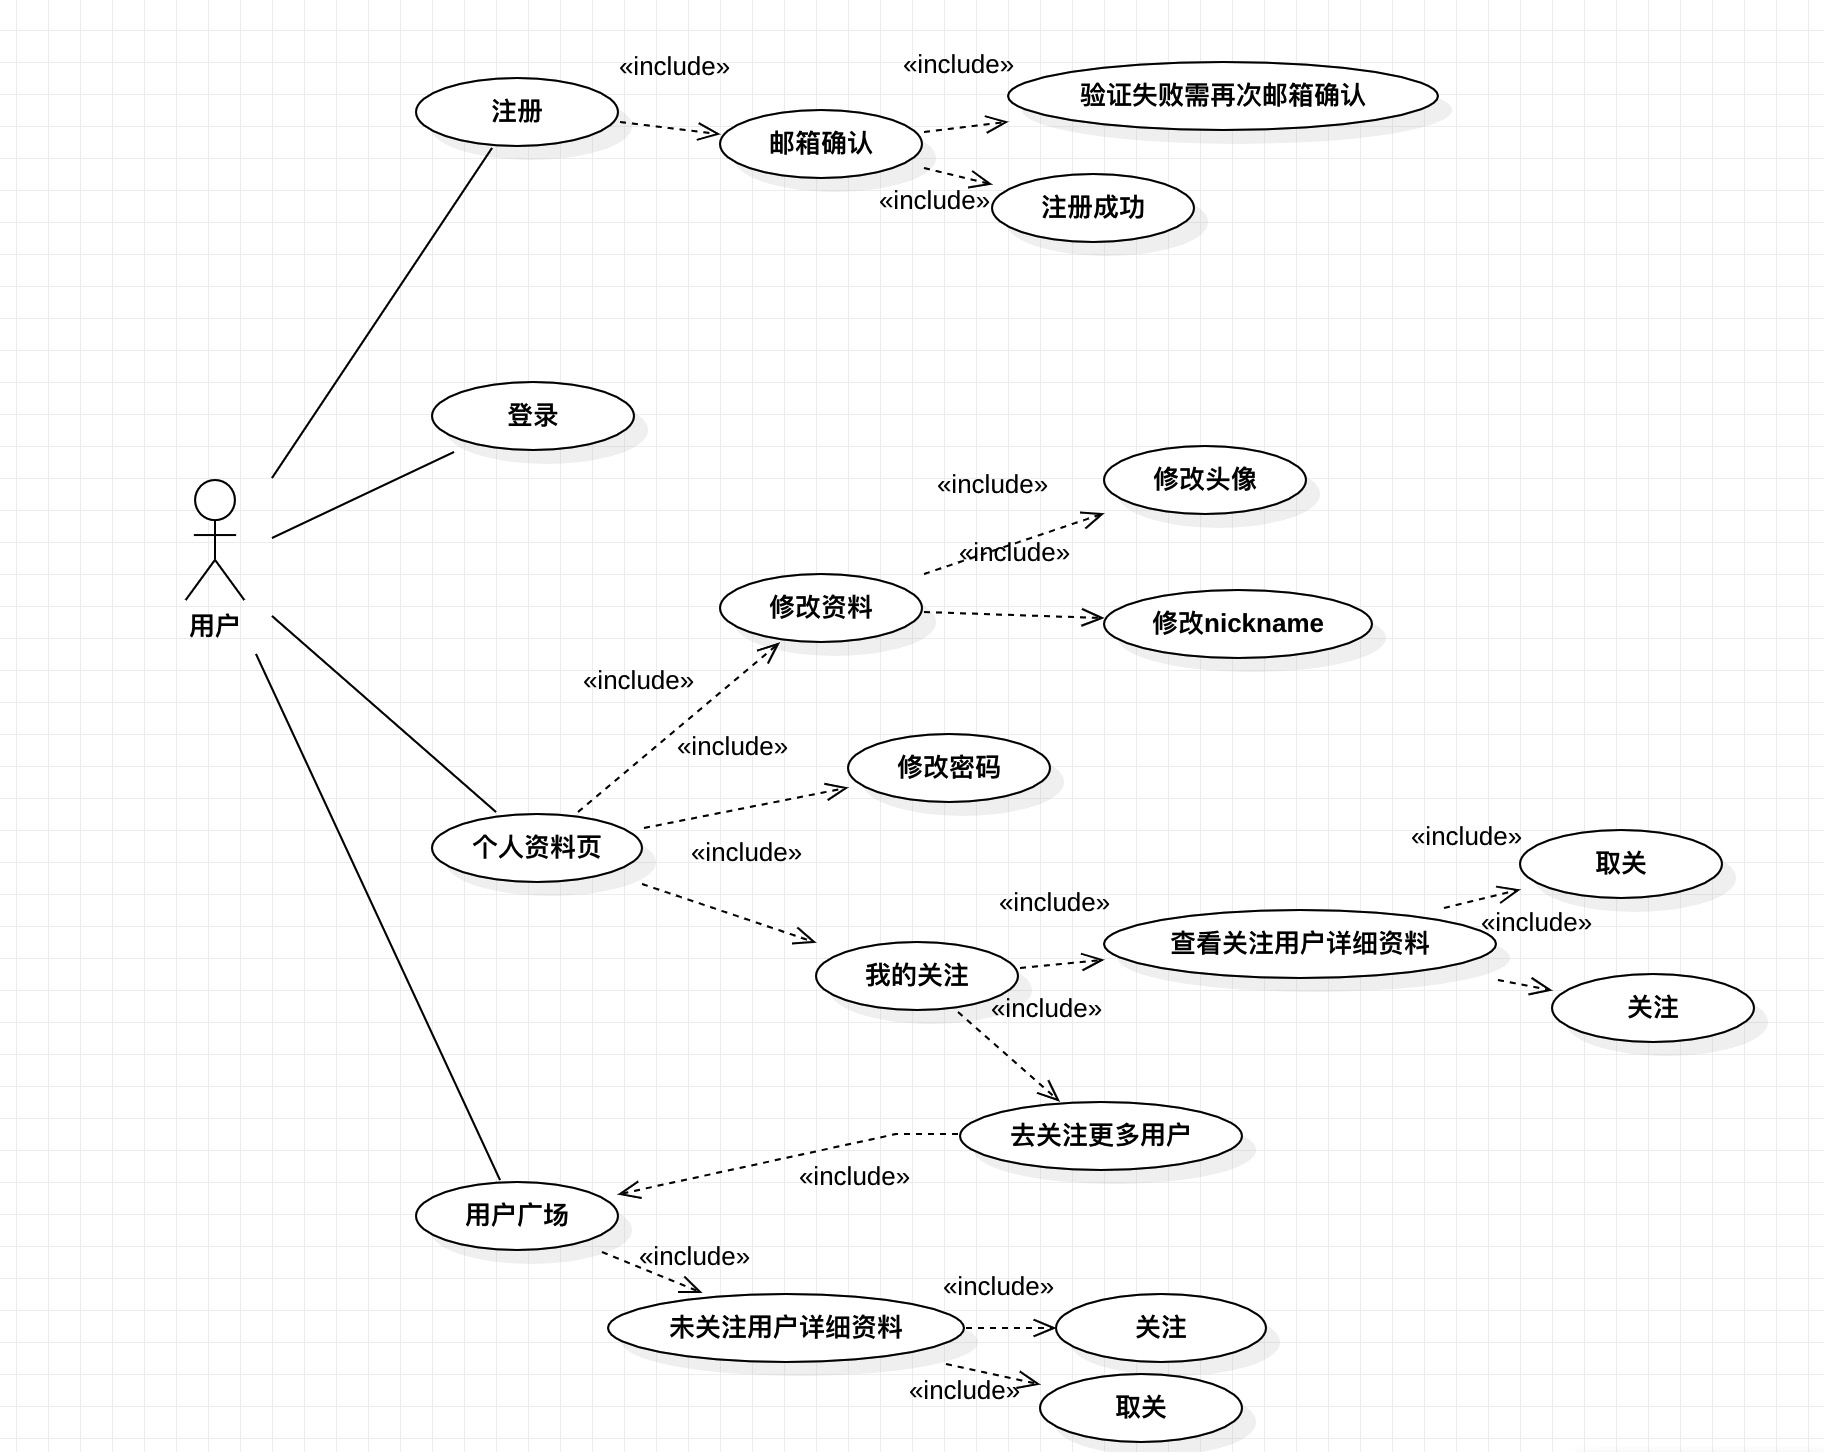 «include»
«include»
验证失败需再次邮箱确认
注册
邮箱确认
«include»
注册成功
登录
修改头像
«include»
«include»
修改资料
修改nickname
用户
«include»
«include»
修改密码
个人资料页
«include»
«include»
取关
«include»
«include»
查看关注用户详细资料
我的关注
«include»
关注
去关注更多用户
«include»
用户广场
«include»
«include»
未关注用户详细资料
关注
«include»
取关